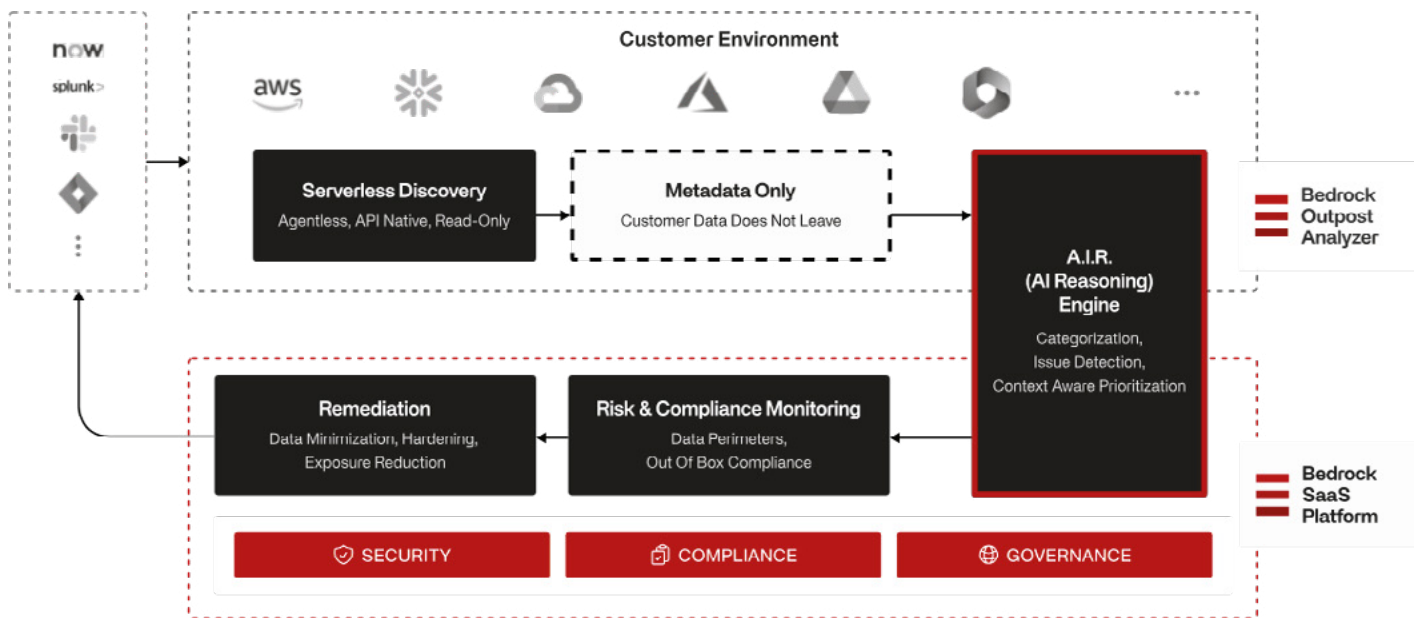 now
splunk>
Customer Environment
aws
...
Serverless Discovery
Agentless, API Native, Read-Only
Metadata Only
Customer Data Does Not Leave
A.I.R.
(AI Reasoning)
Engine
Categorization,
Issue Detection,
Context Aware Prioritization
Bedrock
Outpost
Analyzer
Remediation
Data Minimization, Hardening,
Exposure Reduction
Risk & Compliance Monitoring
Data Perimeters,
Out Of Box Compliance
Bedrock
SaaS
Platform
SECURITY
COMPLIANCE
GOVERNANCE